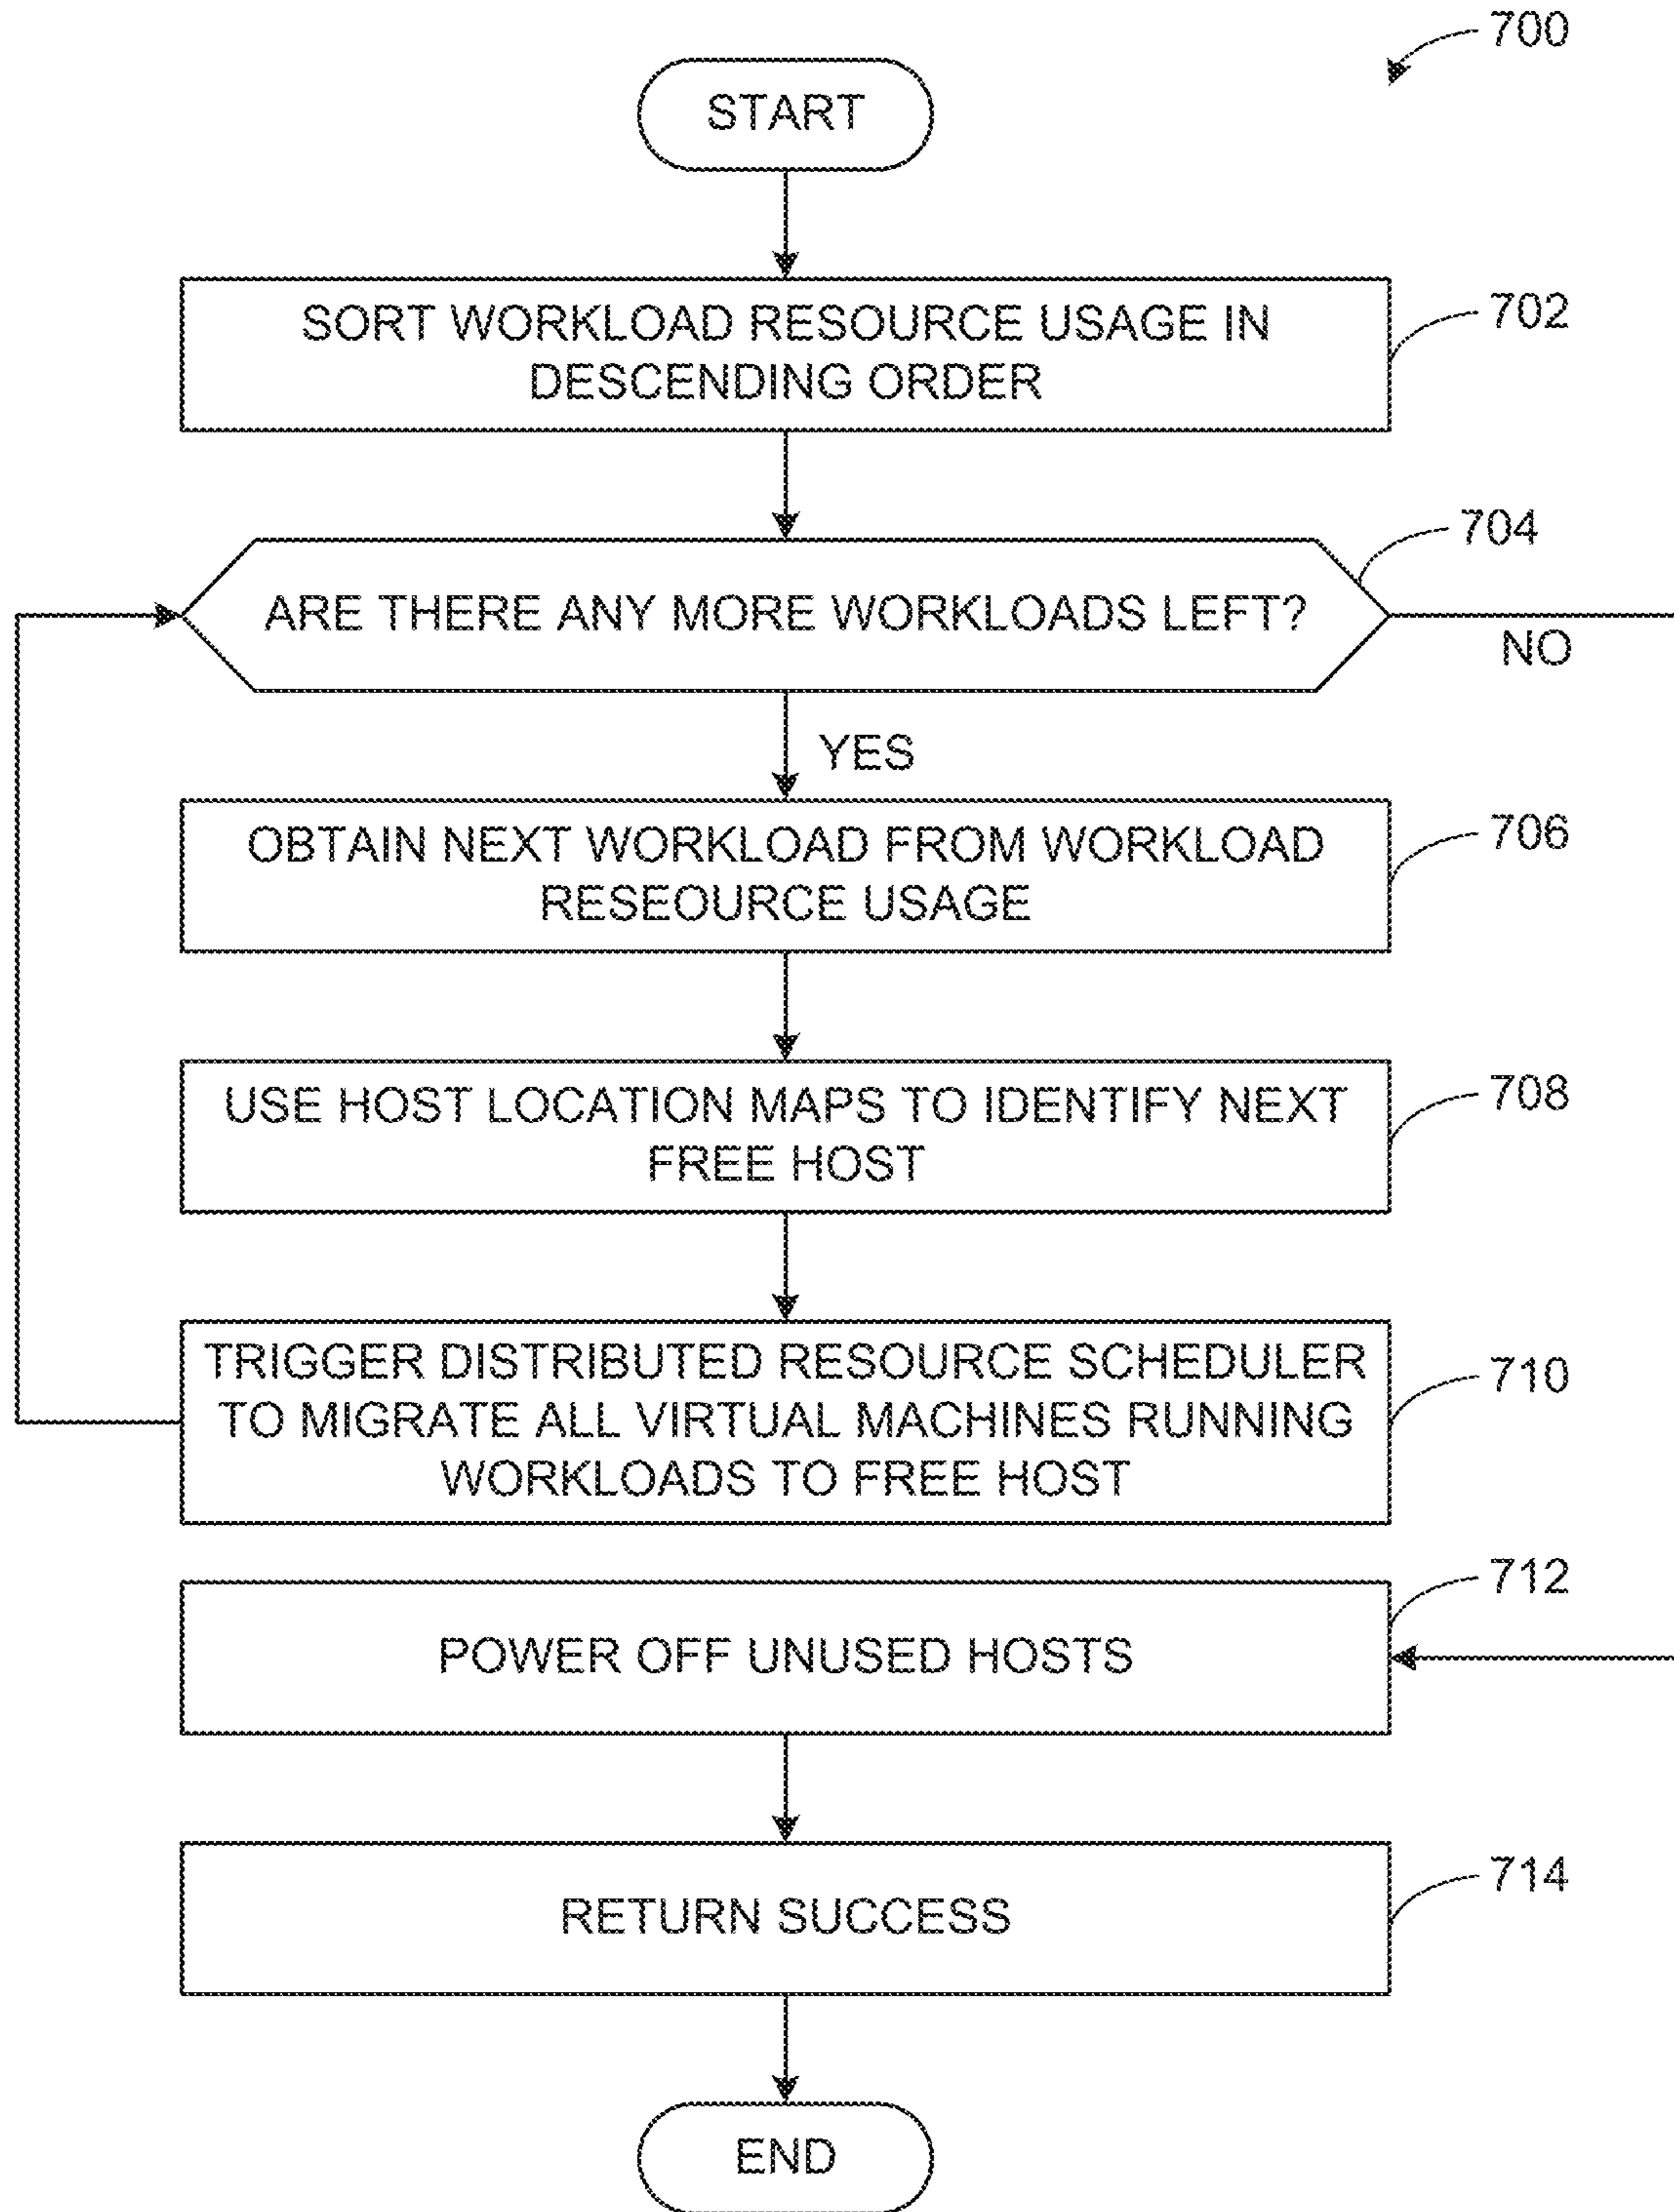 700
START
SORT WORKLOAD RESOURCE USAGE IN
DESCENDING ORDER
702
704
ARE THERE ANY MORE WORKLOADS LEFT?
NO
YES
OBTAIN NEXT WORKLOAD FROM WORKLOAD
RESEOURCE USAGE
706
USE HOST LOCATION MAPS TO IDENTIFY NEXT
FREE HOST
708
TRIGGER DISTRIBUTED RESOURCE SCHEDULER
TO MIGRATE ALL VIRTUAL MACHINES RUNNING
WORKLOADS TO FREE HOST
710
712
POWER OFF UNUSED HOSTS
714
RETURN SUCCESS
END